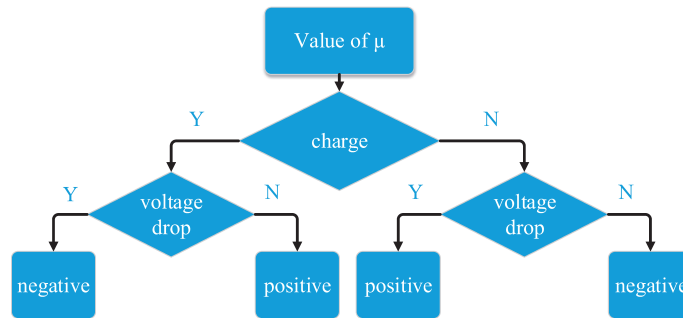 Value of μ
Y
N
charge
Y
N
Y
N
voltage
drop
voltage
drop
negative
positive
positive
negative